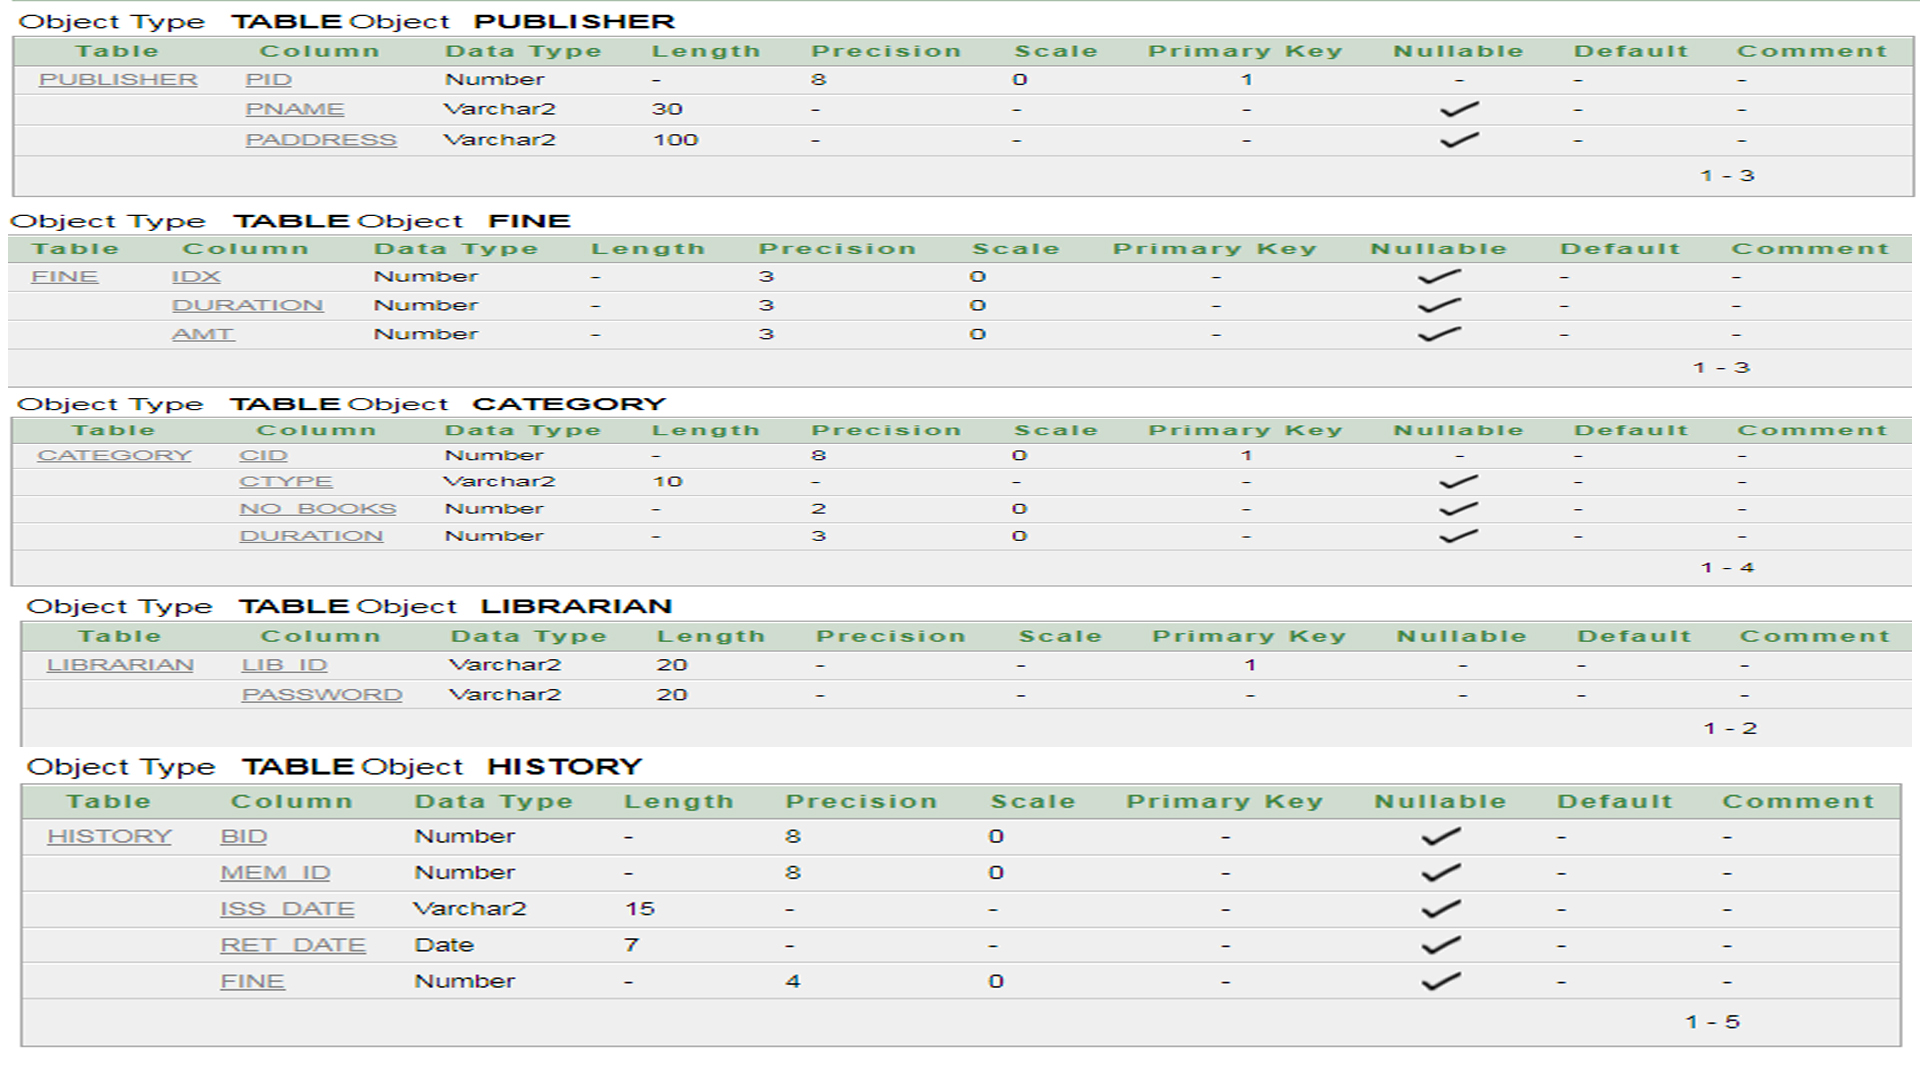 Object Type TABLE Object PUBLISHER
Table Column Data Type Length Precision Scale Primary Key Nullable Default Comment
PUBLISHER PID Number - 8 0 1 - - -
PNAME Varchar2 30 - - - ✓ - -
PADDRESS Varchar2 100 - - - ✓ - -
1 - 3
Object Type TABLE Object FINE
Table Column Data Type Length Precision Scale Primary Key Nullable Default Comment
FINE IDX Number - 3 0 - ✓ - -
DURATION Number - 3 0 - ✓ - -
AMT Number - 3 0 - ✓ - -
1 - 3
Object Type TABLE Object CATEGORY
Table Column Data Type Length Precision Scale Primary Key Nullable Default Comment
CATEGORY CID Number - 8 0 1 - - -
CTYPE Varchar2 10 - - - ✓ - -
NO_BOOKS Number - 2 0 - ✓ - -
DURATION Number - 3 0 - ✓ - -
1 - 4
Object Type TABLE Object LIBRARIAN
Table Column Data Type Length Precision Scale Primary Key Nullable Default Comment
LIBRARIAN LIB_ID Varchar2 20 - - 1 - - -
PASSWORD Varchar2 20 - - - - - -
1 - 2
Object Type TABLE Object HISTORY
Table Column Data Type Length Precision Scale Primary Key Nullable Default Comment
HISTORY BID Number - 8 0 - ✓ - -
MEM_ID Number - 8 0 - ✓ - -
ISS_DATE Varchar2 15 - - - ✓ - -
RET_DATE Date 7 - - - ✓ - -
FINE Number - 4 0 - ✓ - -
1 - 5